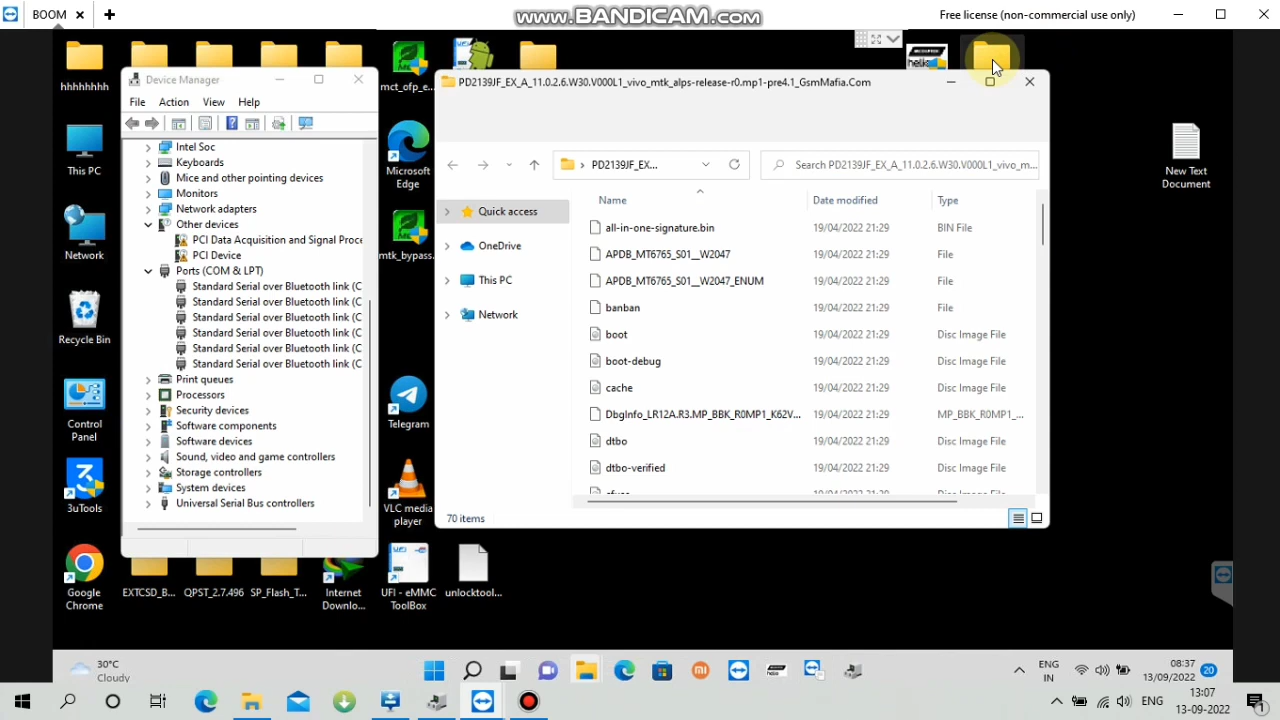 BOOM
www.BANDICAM.com
Free license (non-commercial use only)
hhhhhhhh
This PC
Network
Recycle Bin
Control
Panel
3uTools
Google
Chrome
EXTCSD_B...
QPST_2.7.496
SP_Flash_T...
Internet
Downlo...
UFI - eMMC
ToolBox
unlocktool...
mct_ofp_e...
Microsoft
Edge
mtk_bypass.
Telegram
VLC media
player
New Text
Document
Device Manager
File Action View Help
Intel Soc
Keyboards
Mice and other pointing devices
Monitors
Network adapters
Other devices
PCI Data Acquisition and Signal Proce
PCI Device
Ports (COM & LPT)
Standard Serial over Bluetooth link (C
Standard Serial over Bluetooth link (C
Standard Serial over Bluetooth link (C
Standard Serial over Bluetooth link (C
Standard Serial over Bluetooth link (C
Standard Serial over Bluetooth link (C
Print queues
Processors
Security devices
Software components
Software devices
Sound, video and game controllers
Storage controllers
System devices
Universal Serial Bus controllers
PD2139JF_EX_A_11.0.2.6.W30.V000L1_vivo_mtk_alps-release-r0.mp1-pre4.1_GsmMafia.Com
PD2139JF_EX...
Search PD2139JF_EX_A_11.0.2.6.W30.V000L1_vivo_m...
Quick access
OneDrive
This PC
Network
Name Date modified Type
all-in-one-signature.bin 19/04/2022 21:29 BIN File
APDB_MT6765_S01__W2047 19/04/2022 21:29 File
APDB_MT6765_S01__W2047_ENUM 19/04/2022 21:29 File
banban 19/04/2022 21:29 File
boot 19/04/2022 21:29 Disc Image File
boot-debug 19/04/2022 21:29 Disc Image File
cache 19/04/2022 21:29 Disc Image File
DbgInfo_LR12A.R3.MP_BBK_R0MP1_K62V... 19/04/2022 21:29 MP_BBK_R0MP1_...
dtbo 19/04/2022 21:29 Disc Image File
dtbo-verified 19/04/2022 21:29 Disc Image File
70 items
30°C
Cloudy
ENG
IN
08:37
13/09/2022
20
ENG
13:07
13-09-2022
1